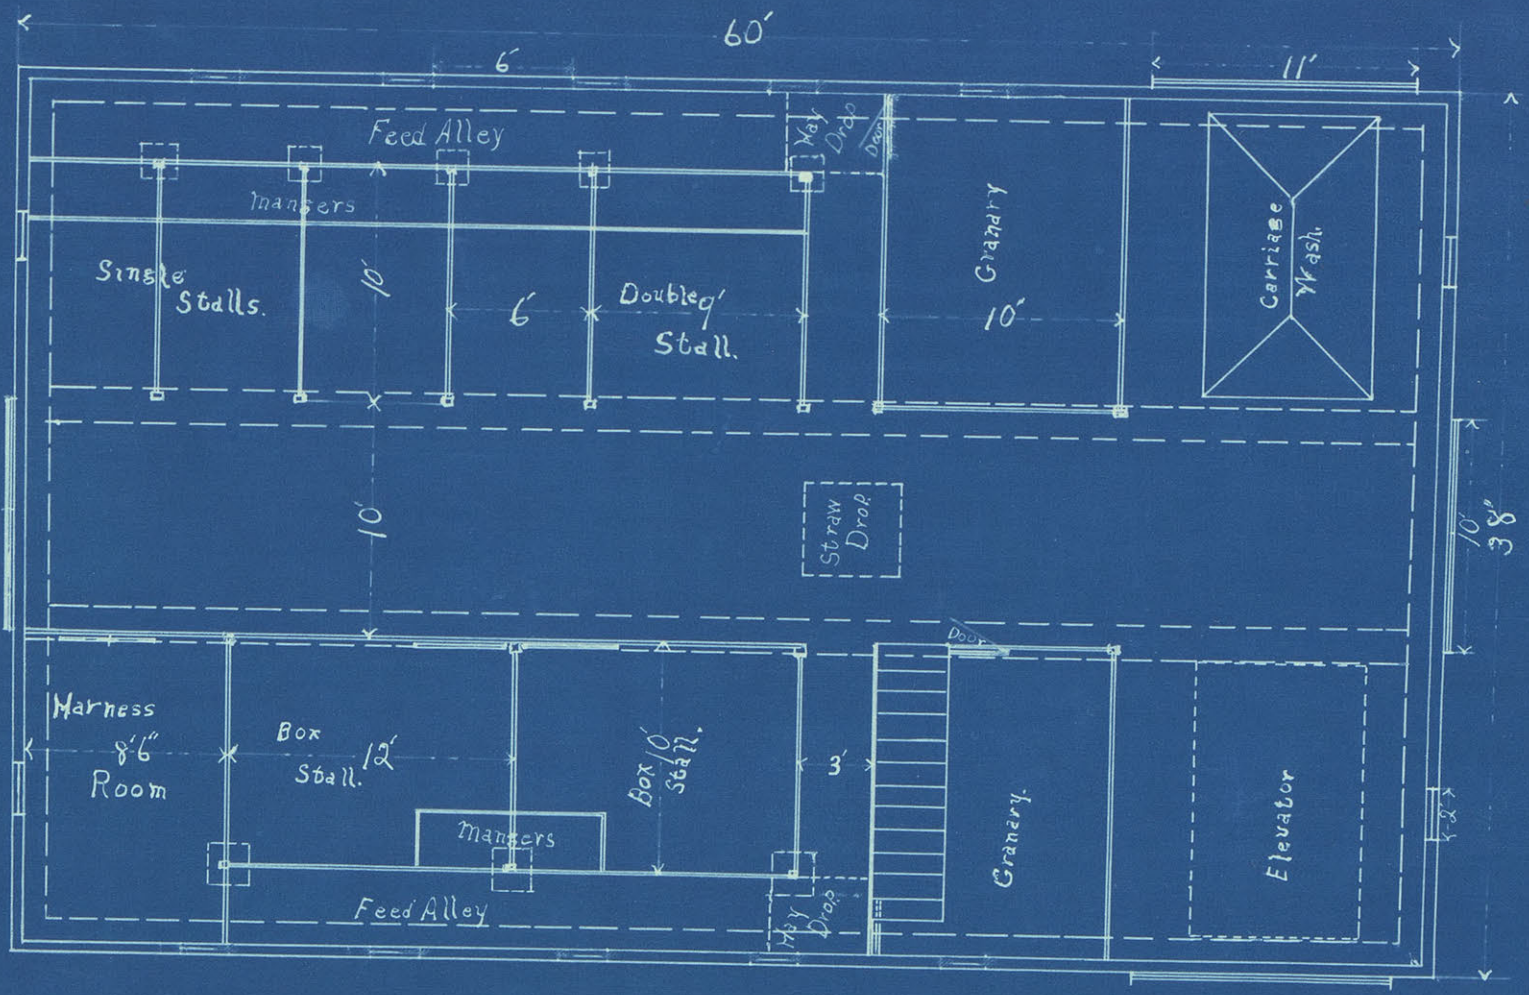 60'
6'
11'
Feed Alley
Hay
Drop
Door
Mangers
Granary
Carriage
Wash.
Single
Stalls.
10'
6'
Double 9'
Stall.
10'
10'
Straw
Drop.
10'
38"
Door
Harness
8'6"
Room
Box
Stall. 12'
Box 10'
Stall.
3'
Mangers
Granary.
Elevator
2'
Feed Alley
Hay
Drop